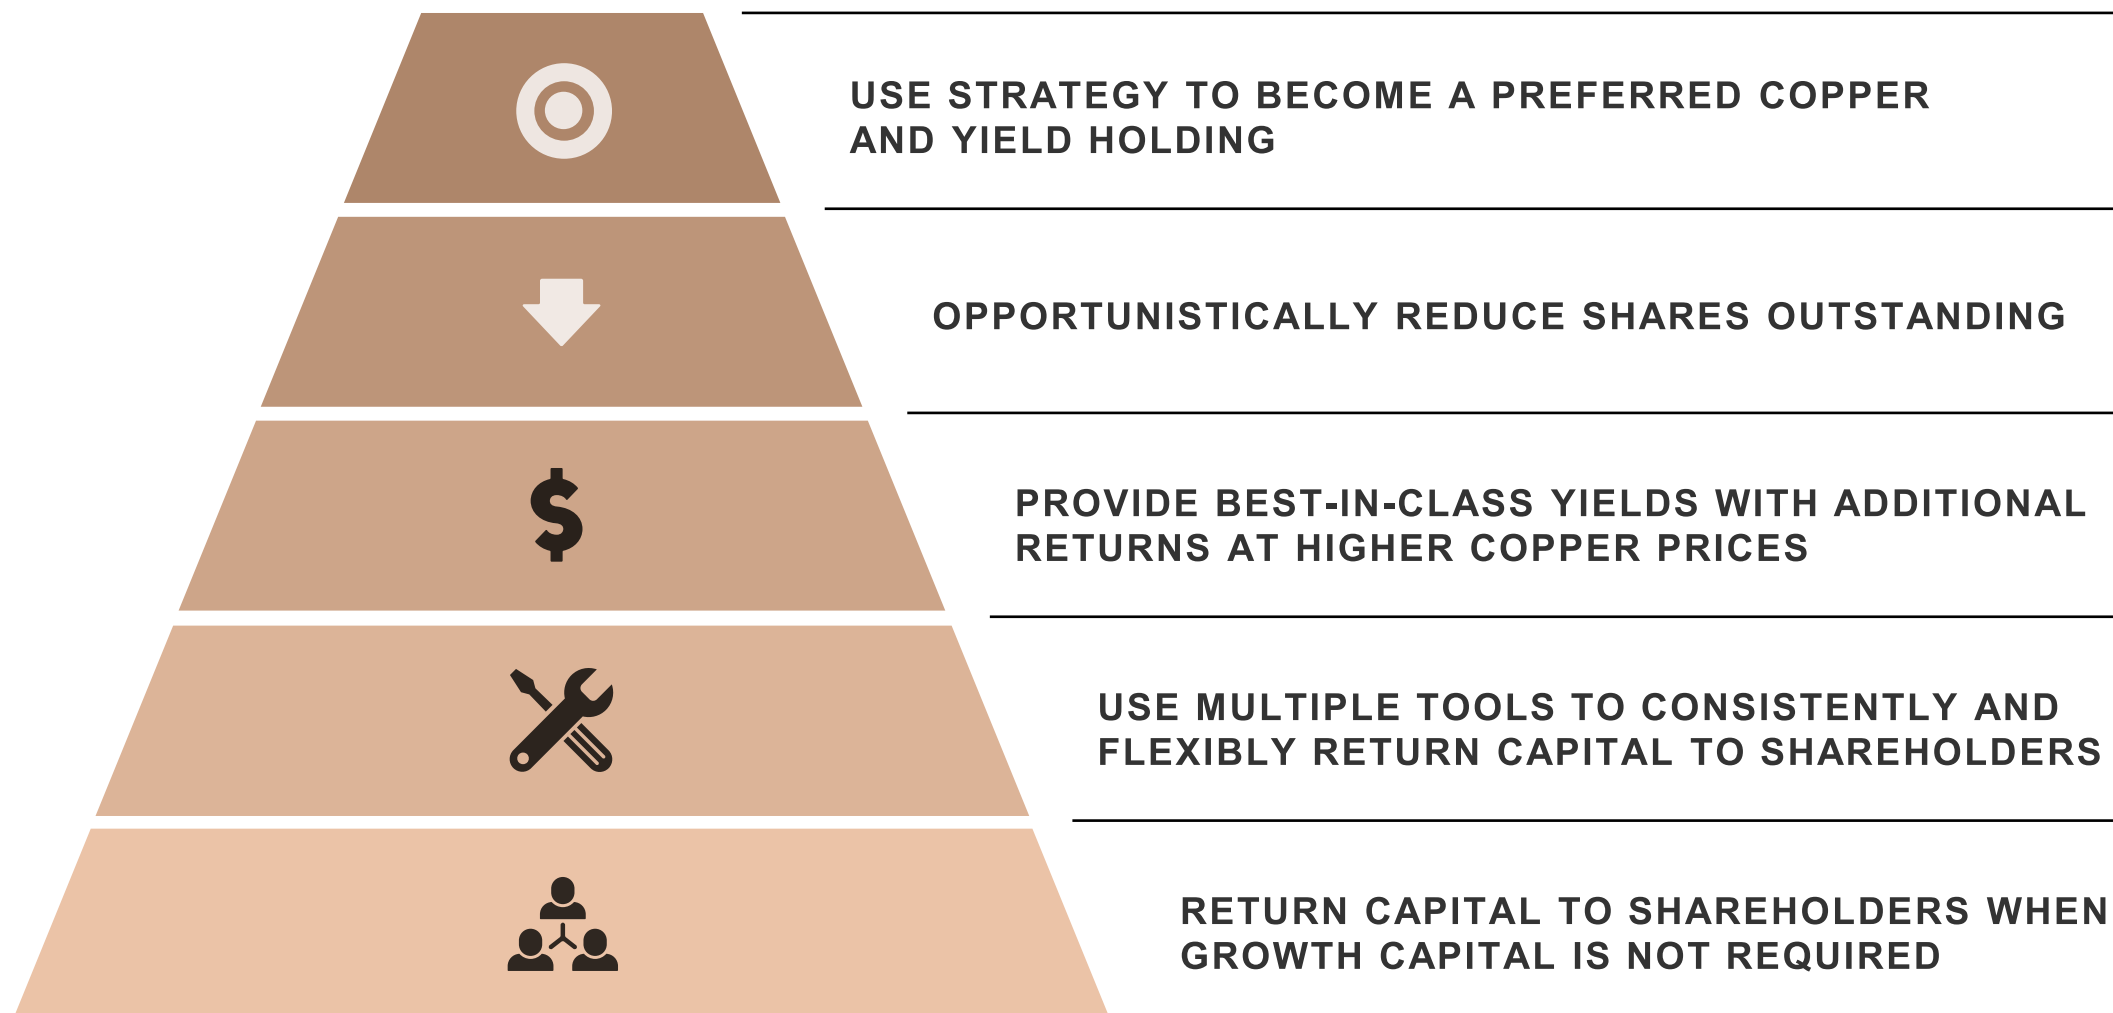 USE STRATEGY TO BECOME A PREFERRED COPPER
AND YIELD HOLDING
OPPORTUNISTICALLY REDUCE SHARES OUTSTANDING
PROVIDE BEST-IN-CLASS YIELDS WITH ADDITIONAL
RETURNS AT HIGHER COPPER PRICES
USE MULTIPLE TOOLS TO CONSISTENTLY AND
FLEXIBLY RETURN CAPITAL TO SHAREHOLDERS
RETURN CAPITAL TO SHAREHOLDERS WHEN
GROWTH CAPITAL IS NOT REQUIRED